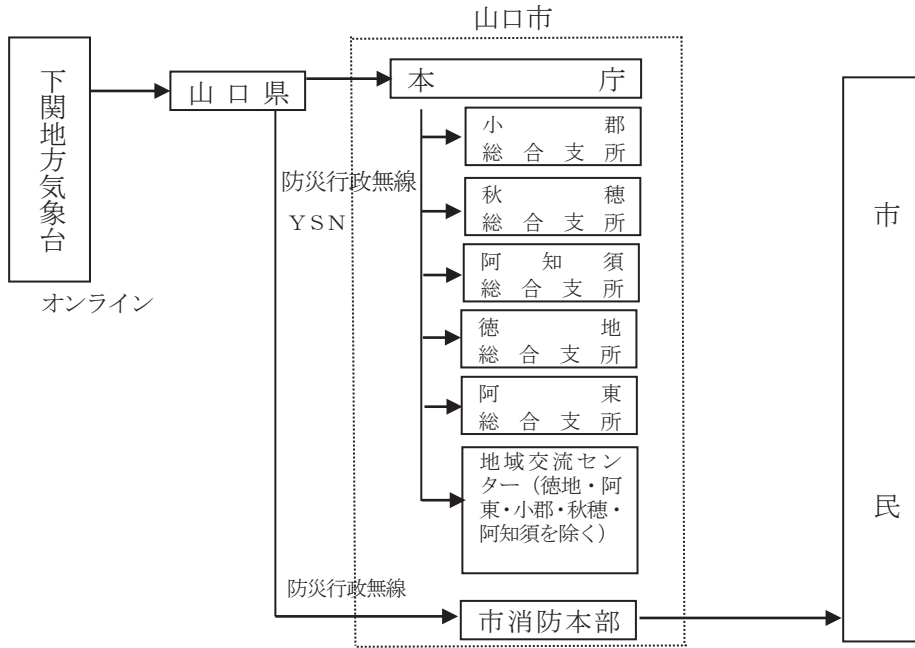 山口市
下関地方気象台
オンライン
山口県
本庁
防災行政無線
ＹＳＮ
小郡
総合支所
秋穂
総合支所
阿知須
総合支所
徳地
総合支所
阿東
総合支所
地域交流セン
ター（徳地・阿
東・小郡・秋穂・
阿知須を除く）
防災行政無線
市消防本部
市民